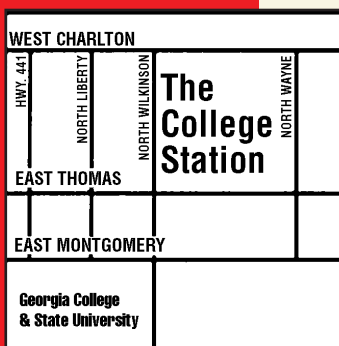 WEST CHARLTON
HWY. 441
NORTH LIBERTY
NORTH WILKINSON
The
College
Station
NORTH WAYNE
EAST THOMAS
EAST MONTGOMERY
Georgia College
& State University